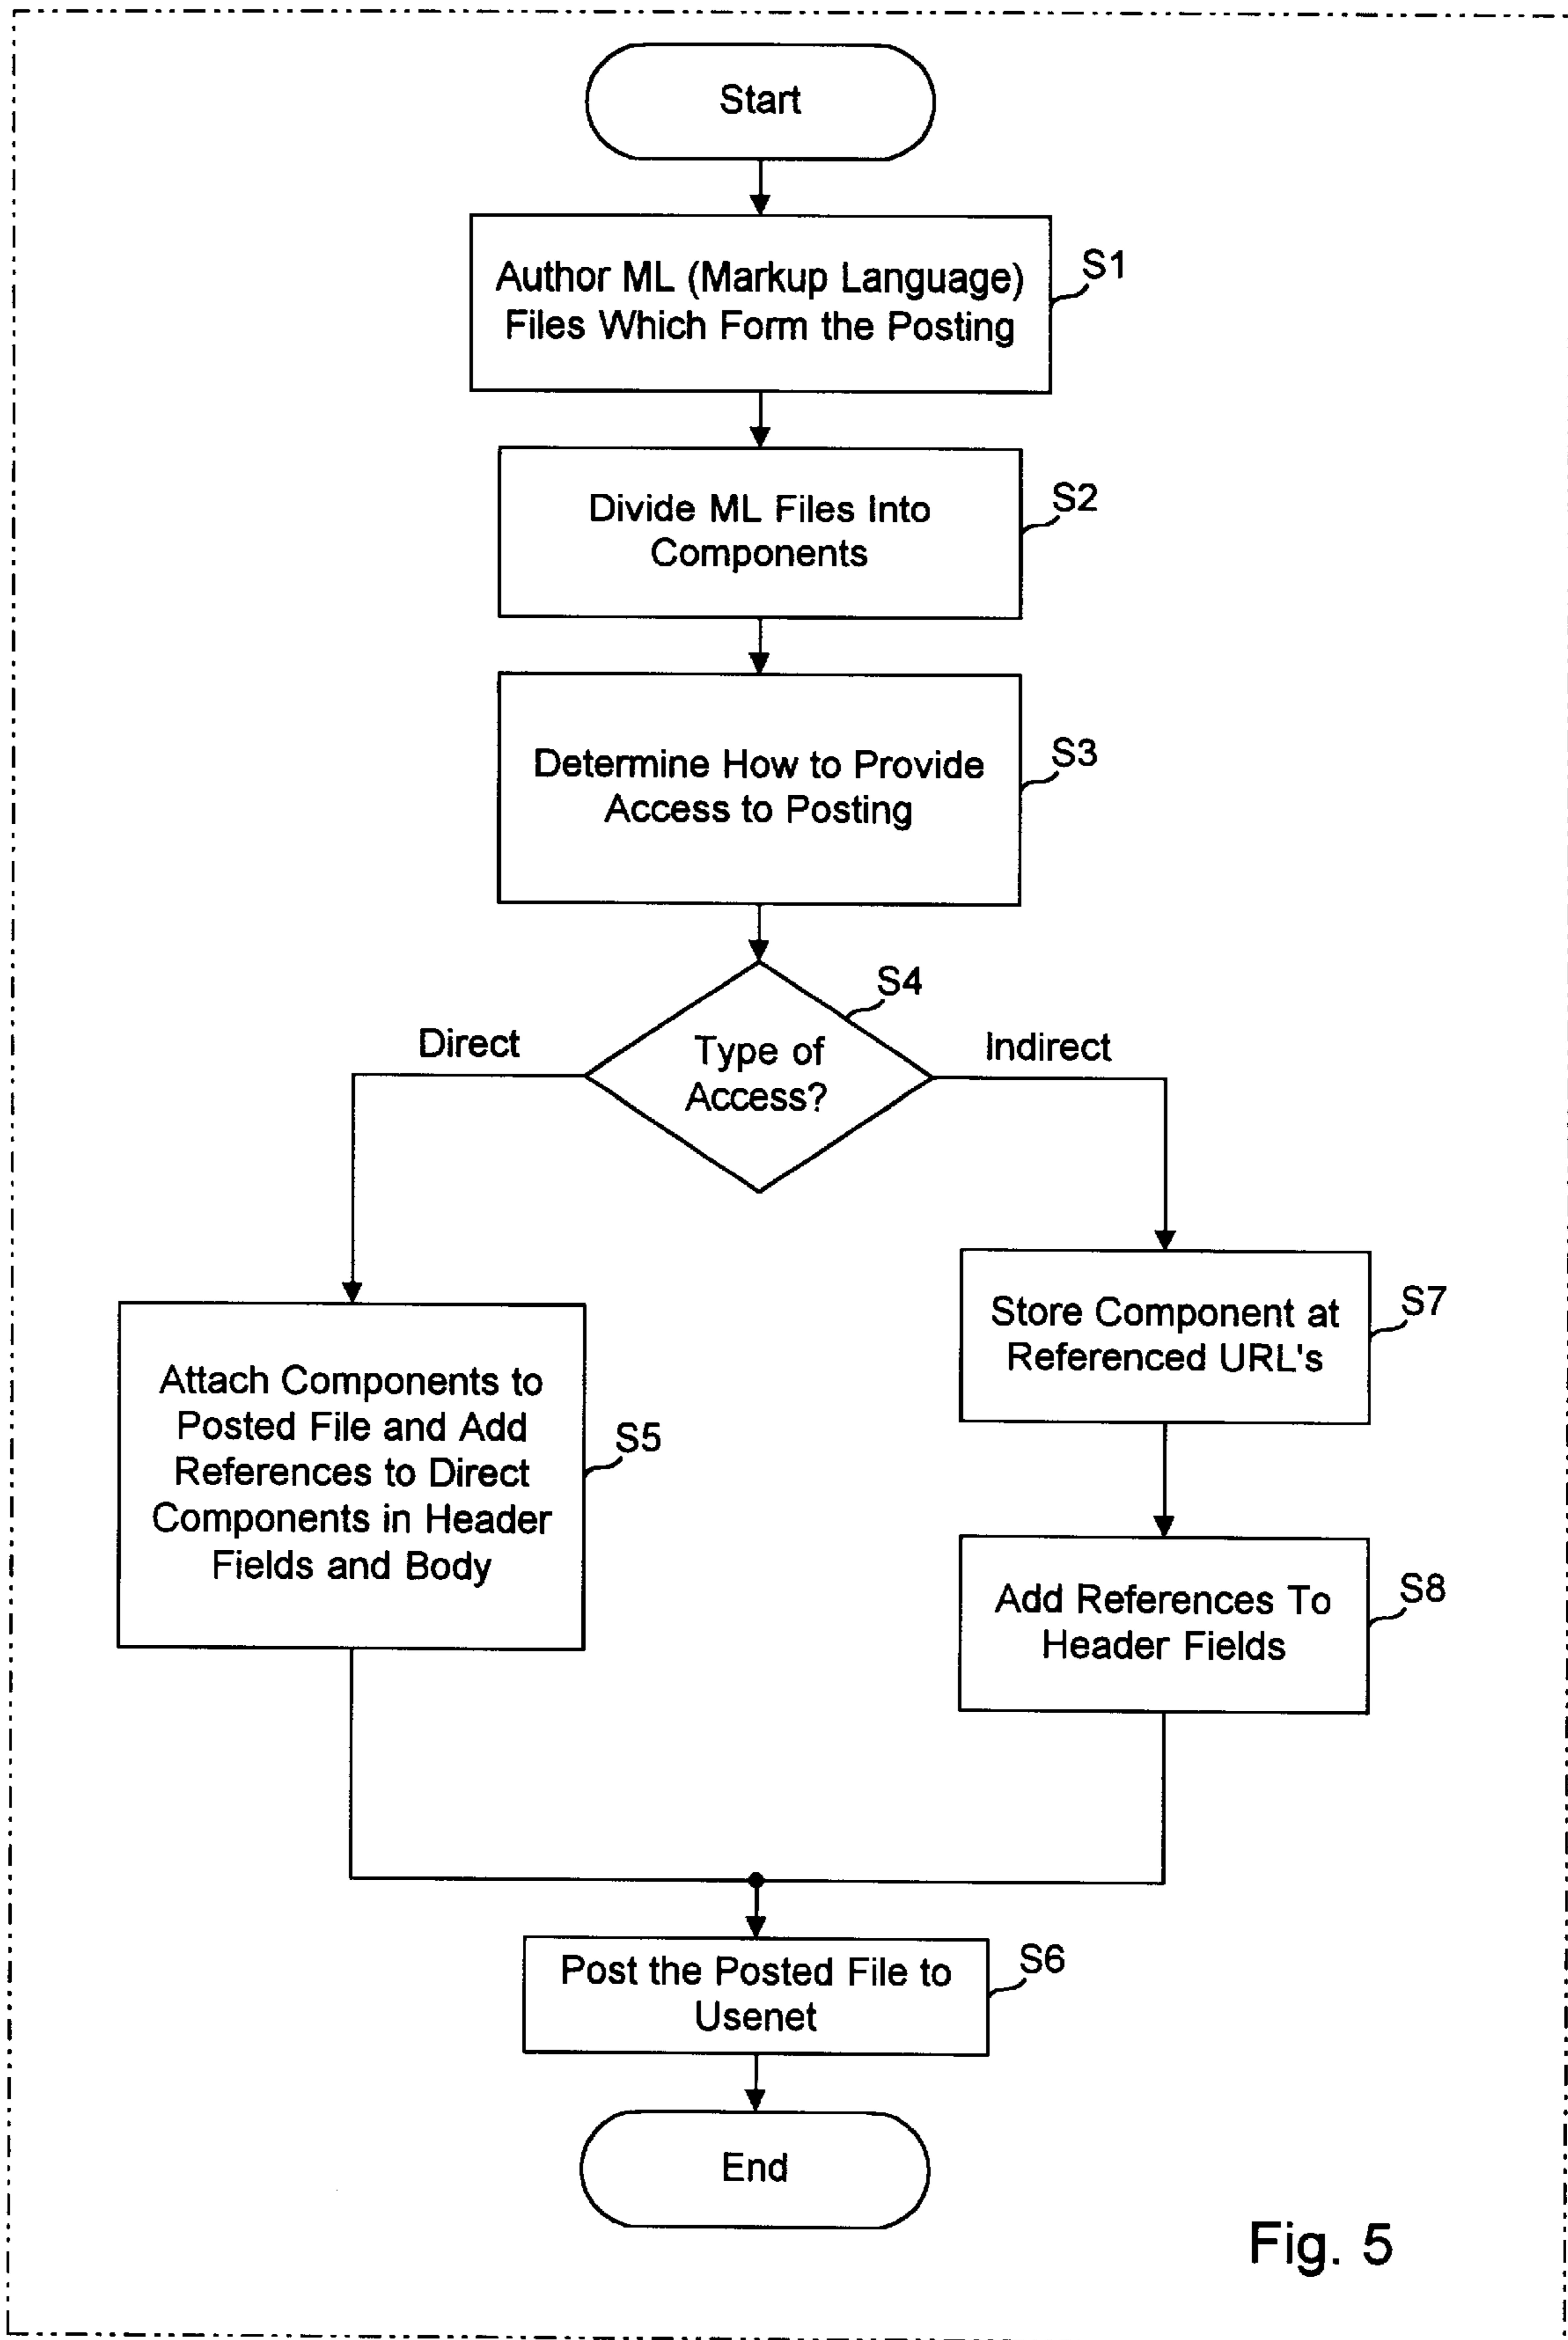 Start
Author ML (Markup Language)
Files Which Form the Posting
S1
Divide ML Files Into
Components
S2
Determine How to Provide
Access to Posting
S3
S4
Direct
Type of
Access?
Indirect
Store Component at
Referenced URL's
S7
Attach Components to
Posted File and Add
References to Direct
Components in Header
Fields and Body
S5
Add References To
Header Fields
S8
Post the Posted File to
Usenet
S6
End
Fig. 5